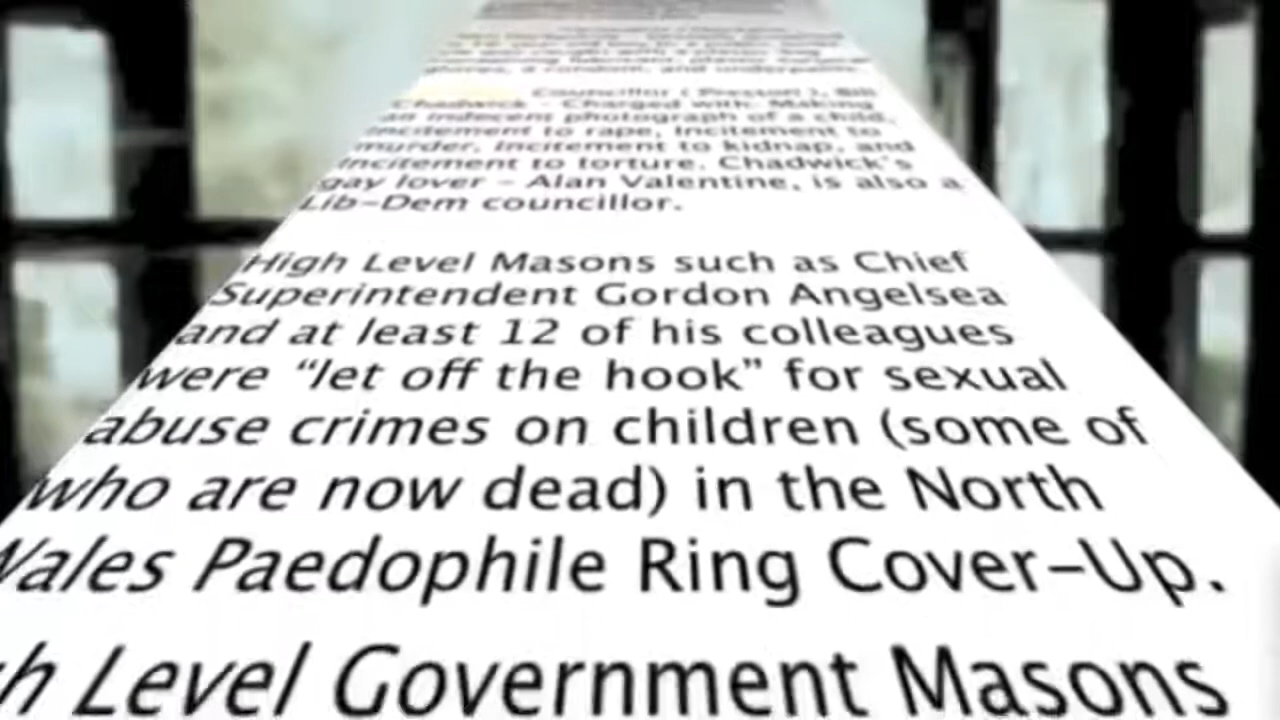 Councillor ( Preston ), Bill
Chadwick - Charged with: Making
an indecent photograph of a child,
Incitement to rape, Incitement to
murder, Incitement to kidnap, and
Incitement to torture. Chadwick's
gay lover - Alan Valentine, is also a
Lib-Dem councillor.
High Level Masons such as Chief
Superintendent Gordon Angelsea
and at least 12 of his colleagues
were “let off the hook” for sexual
abuse crimes on children (some of
who are now dead) in the North
Wales Paedophile Ring Cover-Up.
Level Government Masons